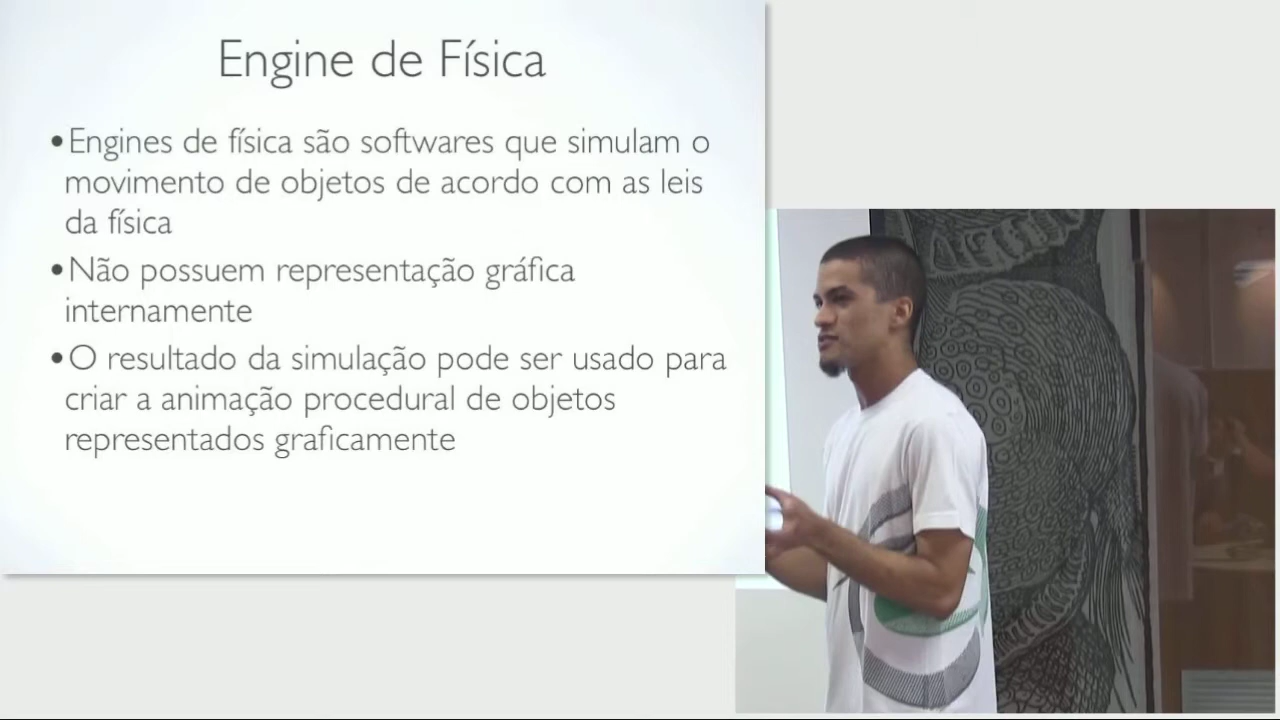 Engine de Física
•Engines de física são softwares que simulam o
movimento de objetos de acordo com as leis
da física
•Não possuem representação gráfica
internamente
•O resultado da simulação pode ser usado para
criar a animação procedural de objetos
representados graficamente